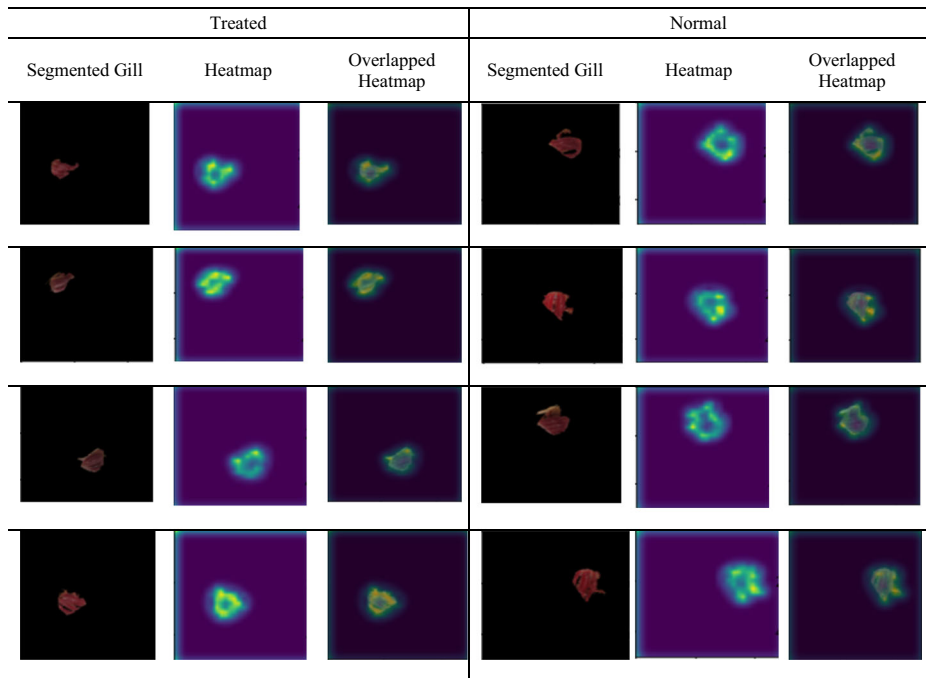 Treated
Normal
Segmented Gill
Heatmap
Overlapped
Heatmap
Segmented Gill
Heatmap
Overlapped
Heatmap